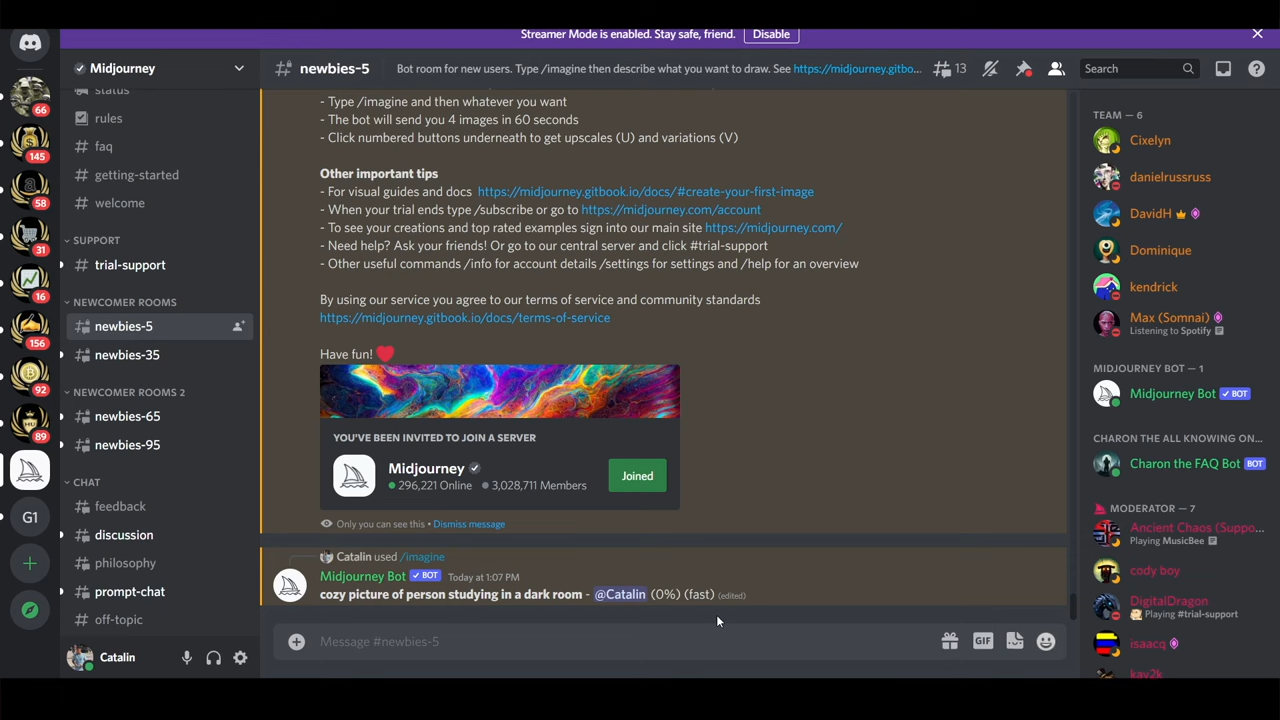 Streamer Mode is enabled. Stay safe, friend. Disable
66
145
a
58
31
16
156
92
HU
89
G1
Midjourney
status
rules
faq
getting-started
welcome
SUPPORT
trial-support
NEWCOMER ROOMS
newbies-5
newbies-35
NEWCOMER ROOMS 2
newbies-65
newbies-95
CHAT
feedback
discussion
philosophy
prompt-chat
off-topic
Catalin
newbies-5 Bot room for new users. Type /imagine then describe what you want to draw. See https://midjourney.gitbo... 13 Search
- Type /imagine and then whatever you want
- The bot will send you 4 images in 60 seconds
- Click numbered buttons underneath to get upscales (U) and variations (V)
Other important tips
- For visual guides and docs https://midjourney.gitbook.io/docs/#create-your-first-image
- When your trial ends type /subscribe or go to https://midjourney.com/account
- To see your creations and top rated examples sign into our main site https://midjourney.com/
- Need help? Ask your friends! Or go to our central server and click #trial-support
- Other useful commands /info for account details /settings for settings and /help for an overview
By using our service you agree to our terms of service and community standards
https://midjourney.gitbook.io/docs/terms-of-service
Have fun!
YOU'VE BEEN INVITED TO JOIN A SERVER
Midjourney
296,221 Online 3,028,711 Members
Joined
Only you can see this • Dismiss message
Catalin used /imagine
Midjourney Bot BOT Today at 1:07 PM
cozy picture of person studying in a dark room - @Catalin (0%) (fast) (edited)
Message #newbies-5
GIF
TEAM — 6
Cixelyn
danielrussruss
DavidH
Dominique
kendrick
Max (Somnai)
Listening to Spotify
MIDJOURNEY BOT — 1
Midjourney Bot BOT
CHARON THE ALL KNOWING ON...
Charon the FAQ Bot BOT
MODERATOR — 7
Ancient Chaos (Suppo...
Playing MusicBee
cody boy
DigitalDragon
Playing #trial-support
isaacq
kav2k